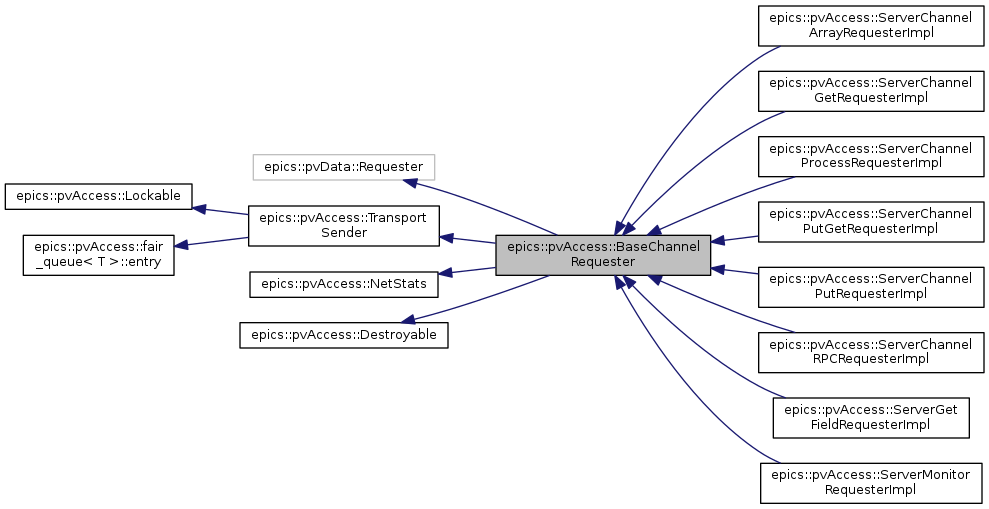 epics::pvAccess::ServerChannel
ArrayRequesterImpl
epics::pvAccess::ServerChannel
GetRequesterImpl
epics::pvAccess::ServerChannel
ProcessRequesterImpl
epics::pvData::Requester
epics::pvAccess::Lockable
epics::pvAccess::Transport
Sender
epics::pvAccess::ServerChannel
PutGetRequesterImpl
epics::pvAccess::fair
_queue< T >::entry
epics::pvAccess::BaseChannel
Requester
epics::pvAccess::NetStats
epics::pvAccess::ServerChannel
PutRequesterImpl
epics::pvAccess::Destroyable
epics::pvAccess::ServerChannel
RPCRequesterImpl
epics::pvAccess::ServerGet
FieldRequesterImpl
epics::pvAccess::ServerMonitor
RequesterImpl